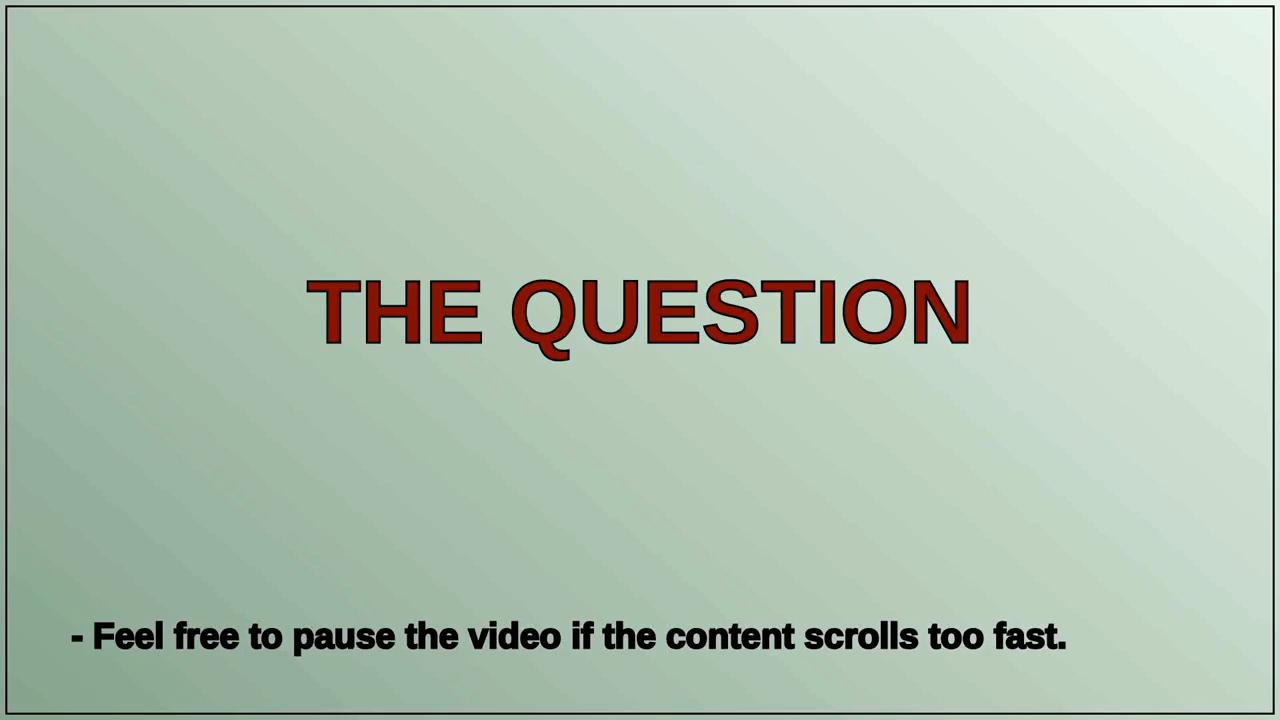 THE QUESTION
- Feel free to pause the video if the content scrolls too fast.